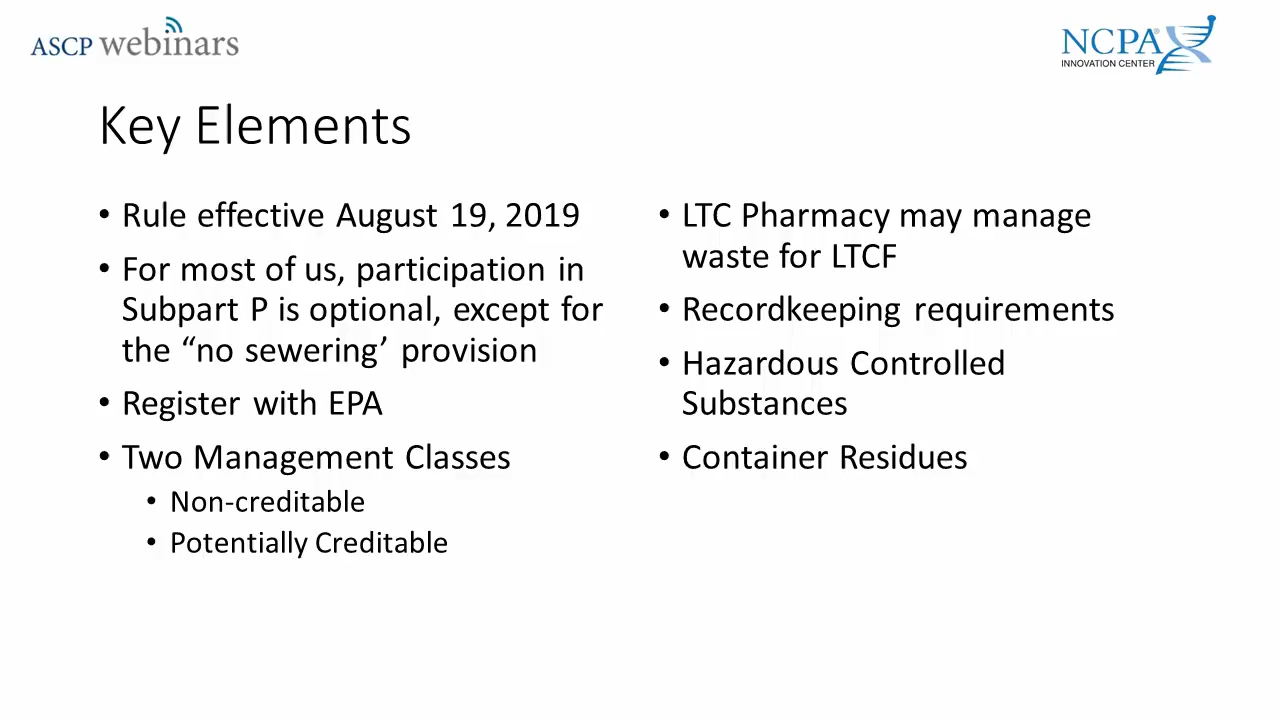 ASCP webinars
NCPA
INNOVATION CENTER
Key Elements
• Rule effective August 19, 2019
• For most of us, participation in
Subpart P is optional, except for
the “no sewering’ provision
• Register with EPA
• Two Management Classes
• Non-creditable
• Potentially Creditable
• LTC Pharmacy may manage
waste for LTCF
• Recordkeeping requirements
• Hazardous Controlled
Substances
• Container Residues